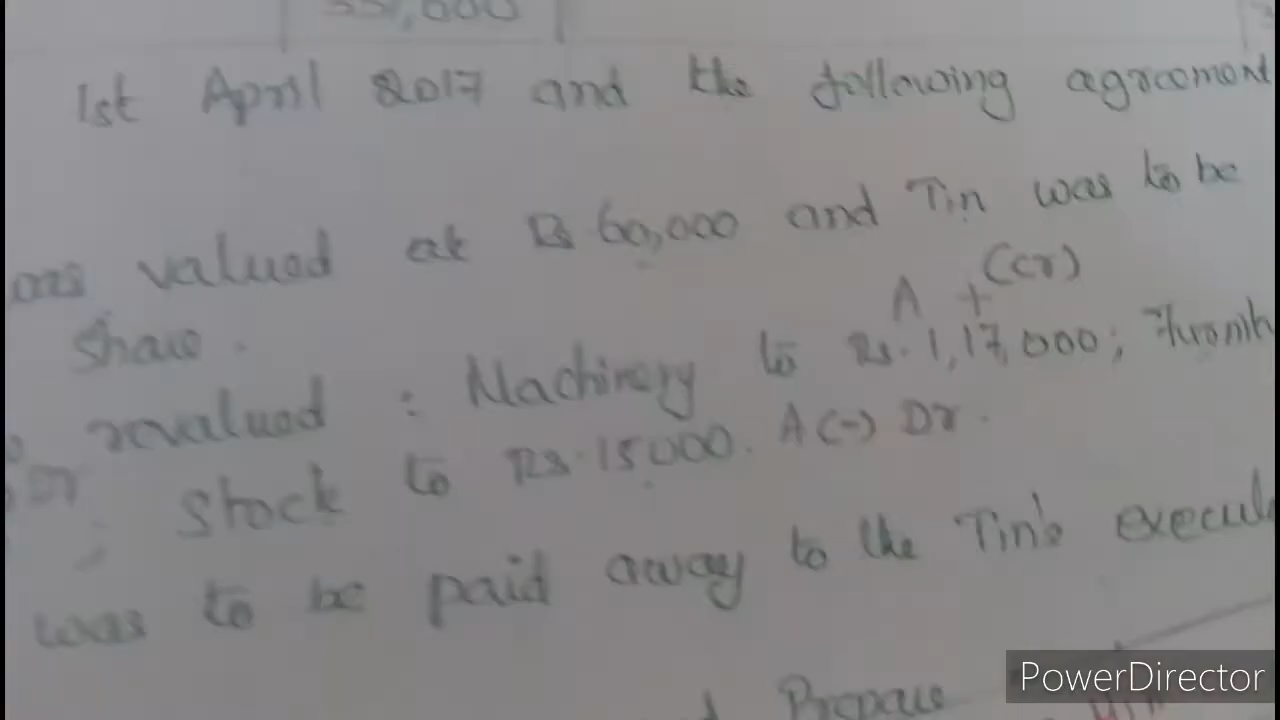 1st April 2017 and the following agreement
valued at Rs 60,000 and Tin was to be
share.
A + (cr)
revalued : Machinery to Rs. 1,17,000;
Stock to Rs. 15000. A (-) Dr.
was to be paid away to the Tin's
Prepare
PowerDirector